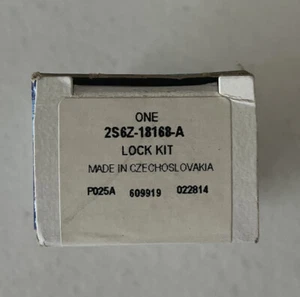 ONE
2S6Z-18168-A
LOCK KIT
MADE IN CZECHOSLOVAKIA
P025A 609919 022814